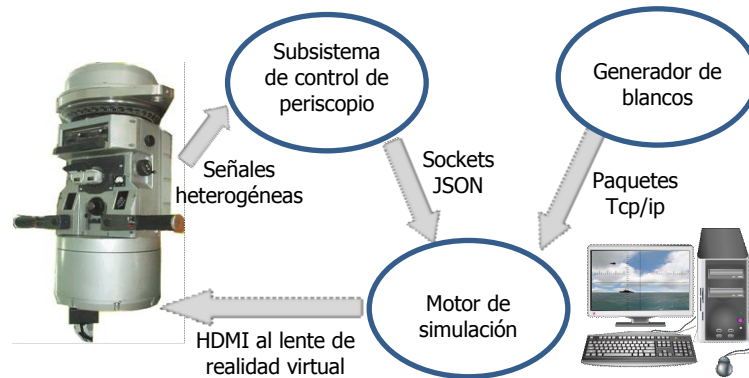 Subsistema
de control de
periscopio
Generador de
blancos
Señales
heterogéneas
Sockets
JSON
Paquetes
Tcp/ip
Motor de
simulación
HDMI al lente de
realidad virtual